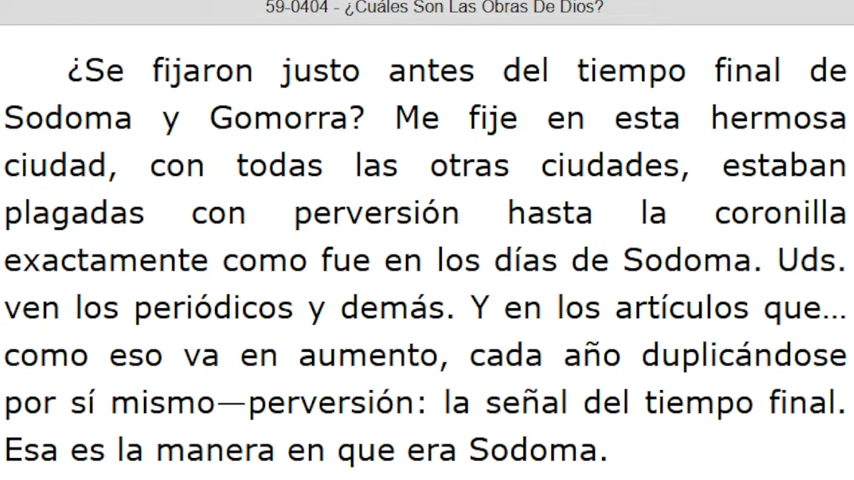 59-0404 - ¿Cuáles Son Las Obras De Dios?
¿Se fijaron justo antes del tiempo final de
Sodoma y Gomorra? Me fije en esta hermosa
ciudad, con todas las otras ciudades, estaban
plagadas con perversión hasta la coronilla
exactamente como fue en los días de Sodoma. Uds.
ven los periódicos y demás. Y en los artículos que...
como eso va en aumento, cada año duplicándose
por sí mismo—perversión: la señal del tiempo final.
Esa es la manera en que era Sodoma.